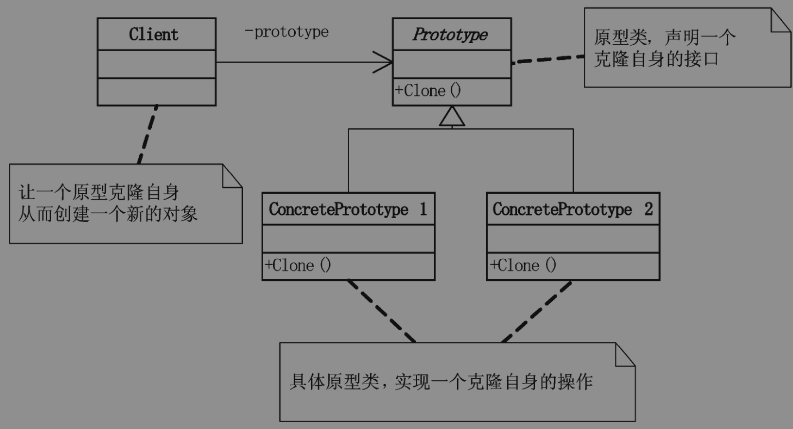 Client
-prototype
Prototype
+Clone()
原型类，声明一个
克隆自身的接口
让一个原型克隆自身
从而创建一个新的对象
ConcretePrototype 1
+Clone()
ConcretePrototype 2
+Clone()
具体原型类，实现一个克隆自身的操作